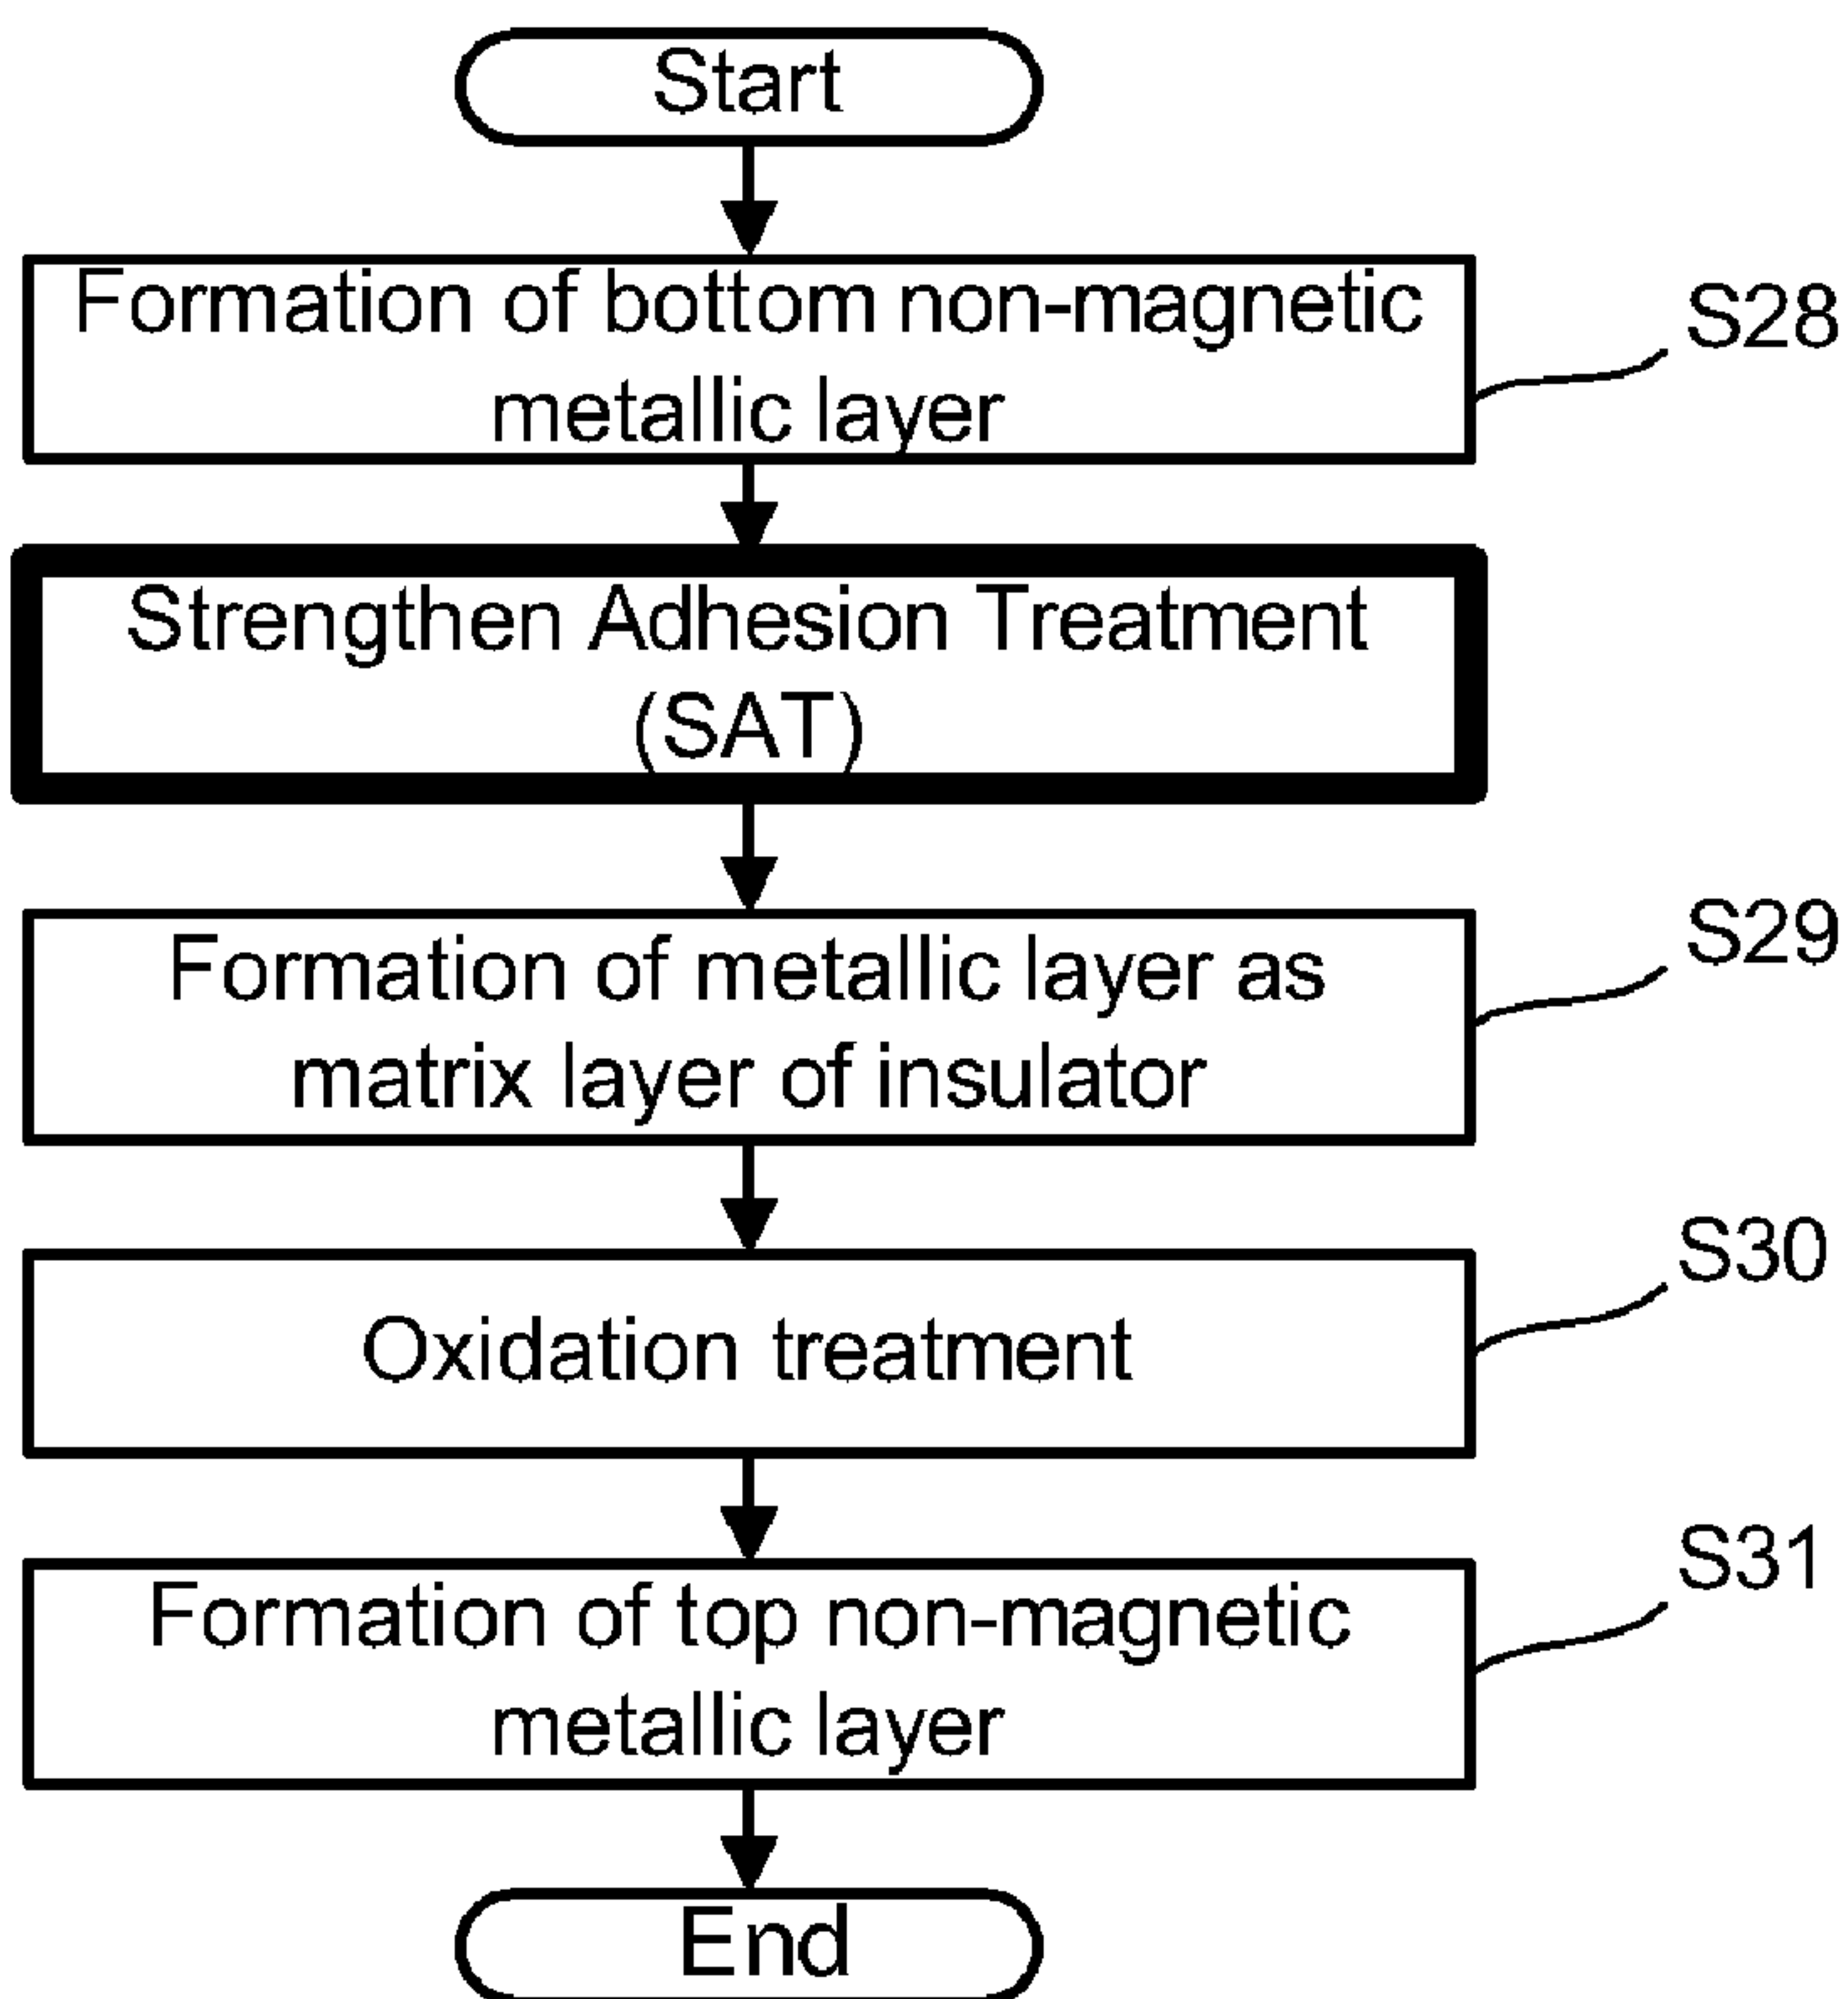 Start
Formation of bottom non-magnetic
metallic layer
S28
Strengthen Adhesion Treatment
(SAT)
Formation of metallic layer as
matrix layer of insulator
S29
Oxidation treatment
S30
Formation of top non-magnetic
metallic layer
S31
End